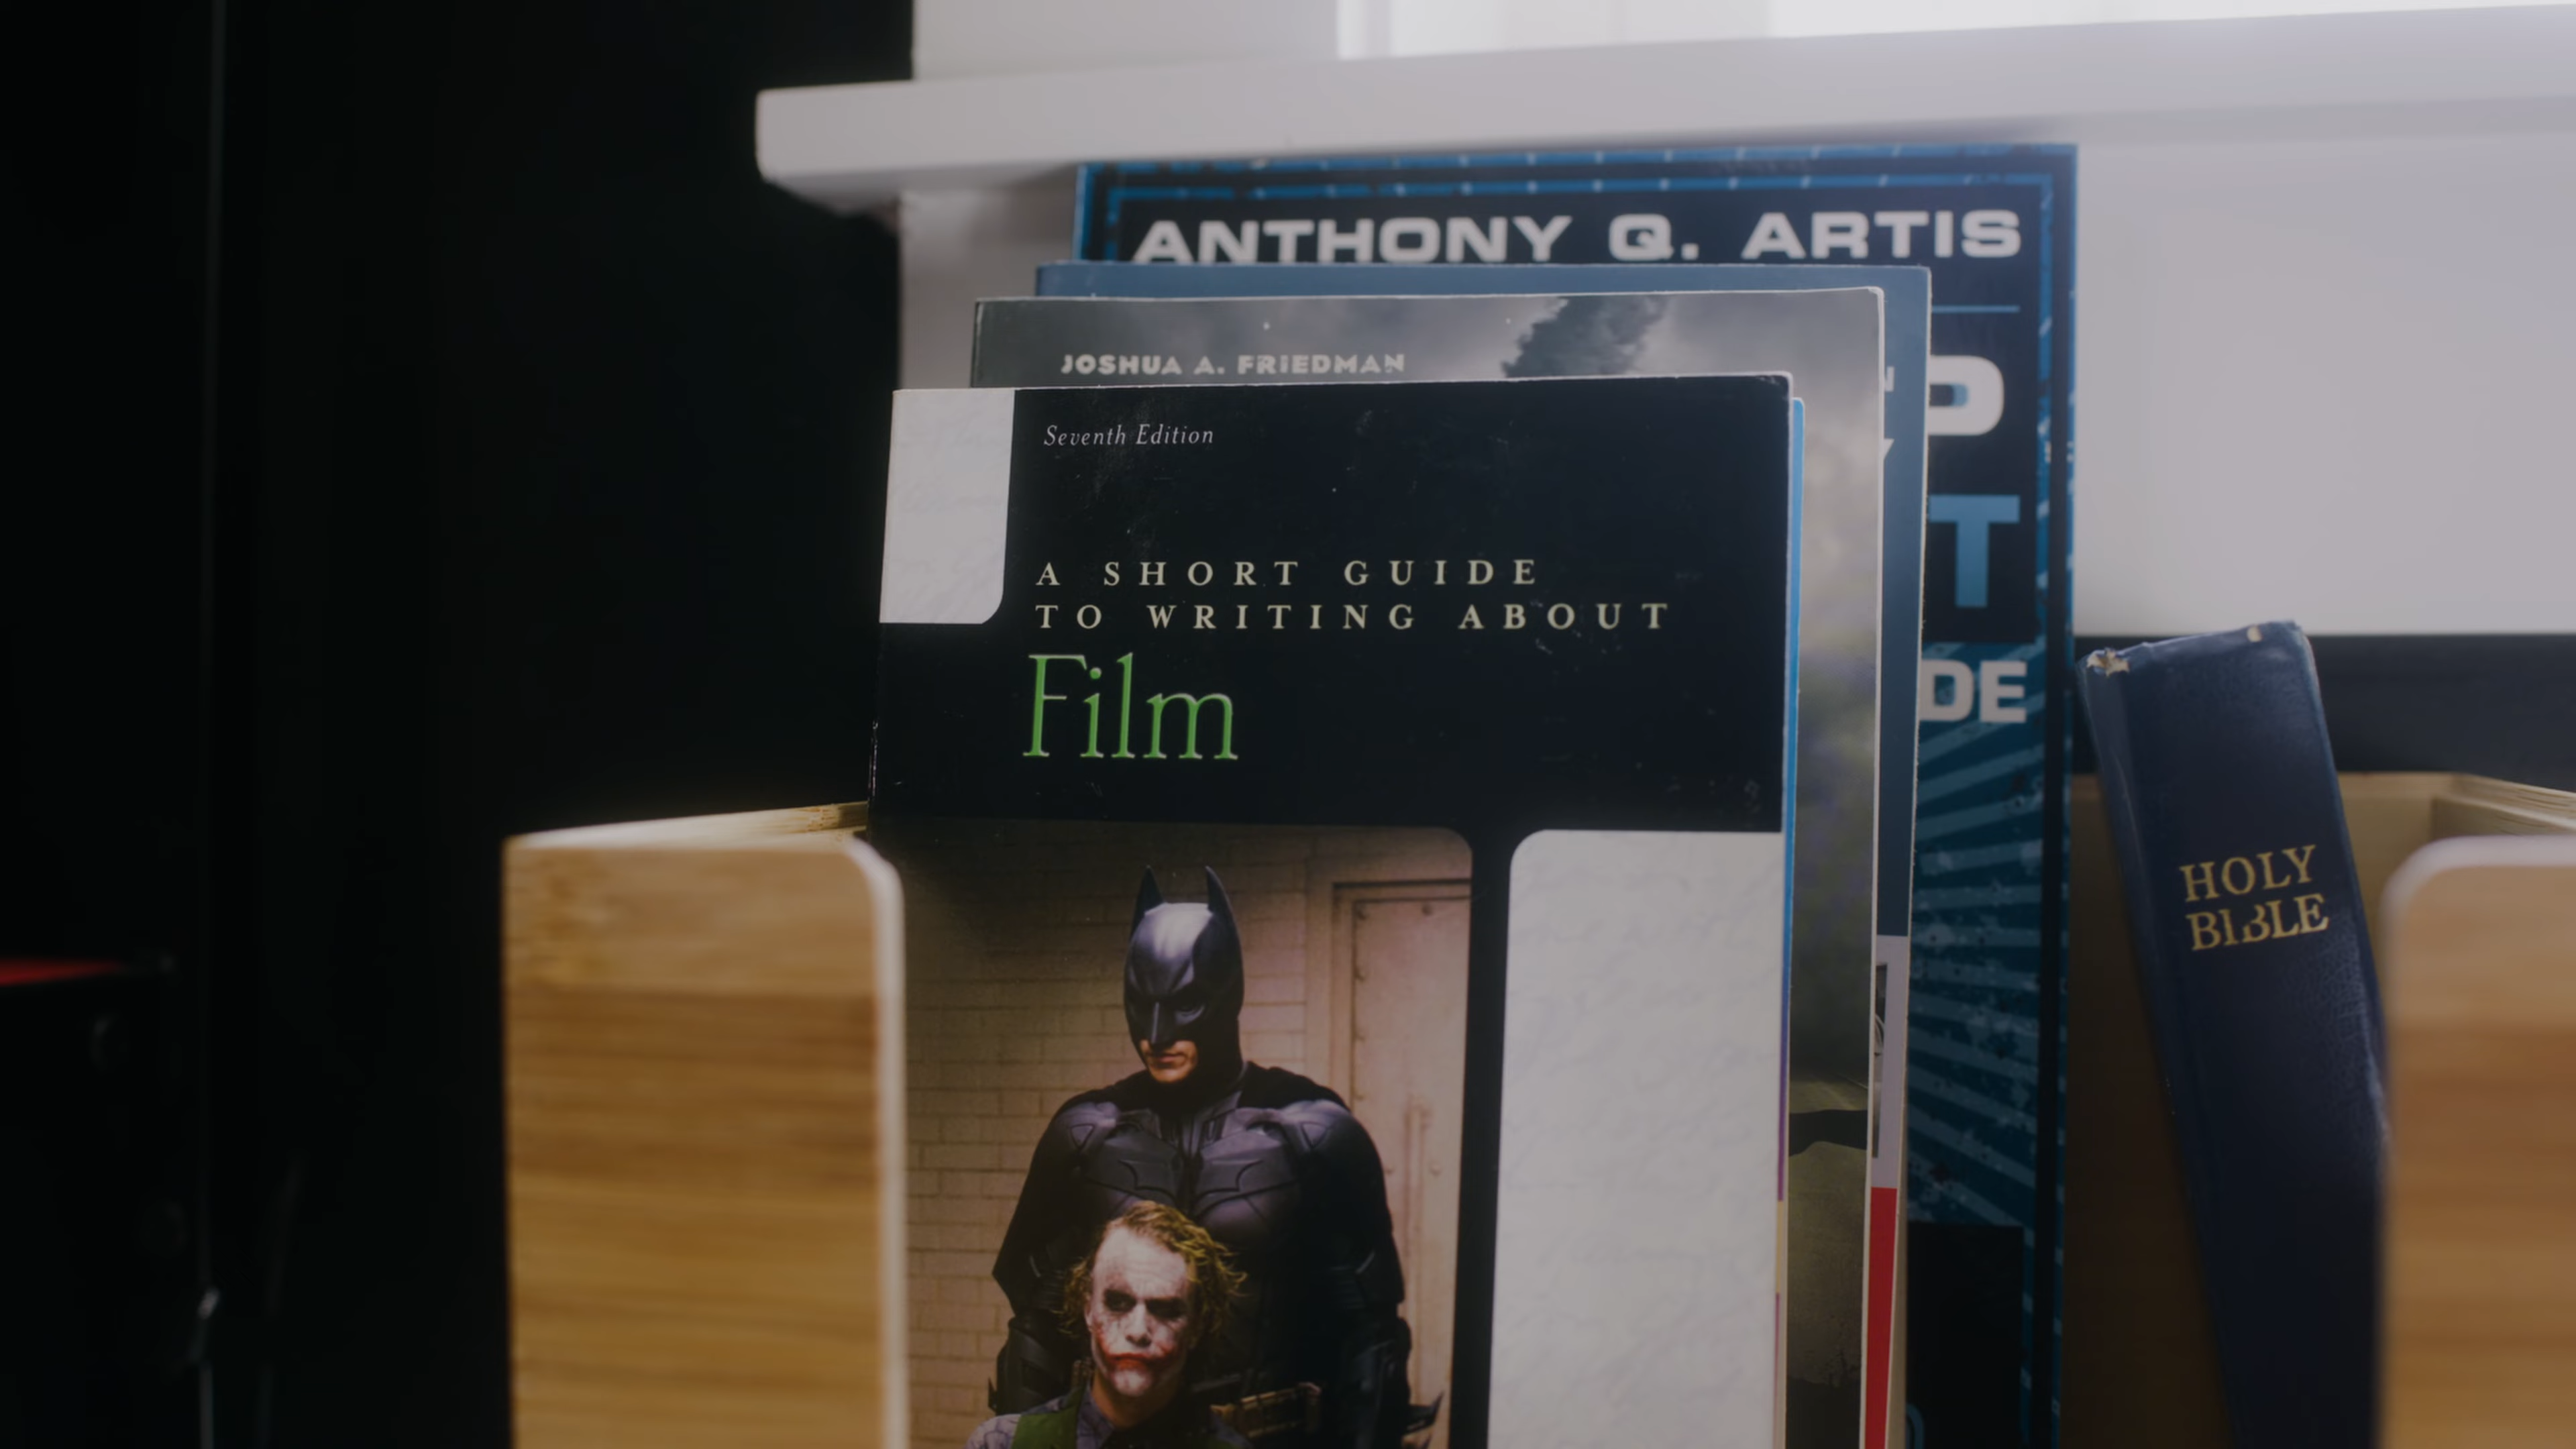 ANTHONY Q. ARTIS
JOSHUA A. FRIEDMAN
Seventh Edition
A SHORT GUIDE
TO WRITING ABOUT
Film
HOLY
BIBLE